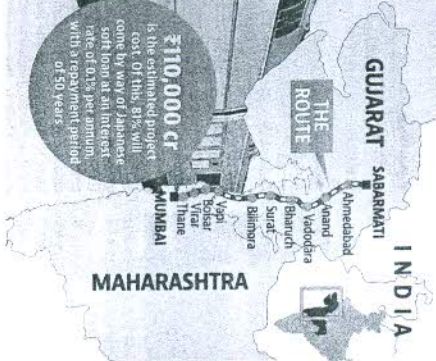 ₹110,000 cr
is the estimated project
cost. Of this, 81% will
come by way of Japanese
soft loan at an interest
rate of 0.1% per annum,
with a repayment period
of 50 years
GUJARAT
THE
ROUTE
INDIA
SABARMATI
Ahmedabad
Anand
Vadodara
Bharuch
Surat
Bilimora
Vapi
Boisar
Virar
Thane
MUMBAI
MAHARASHTRA